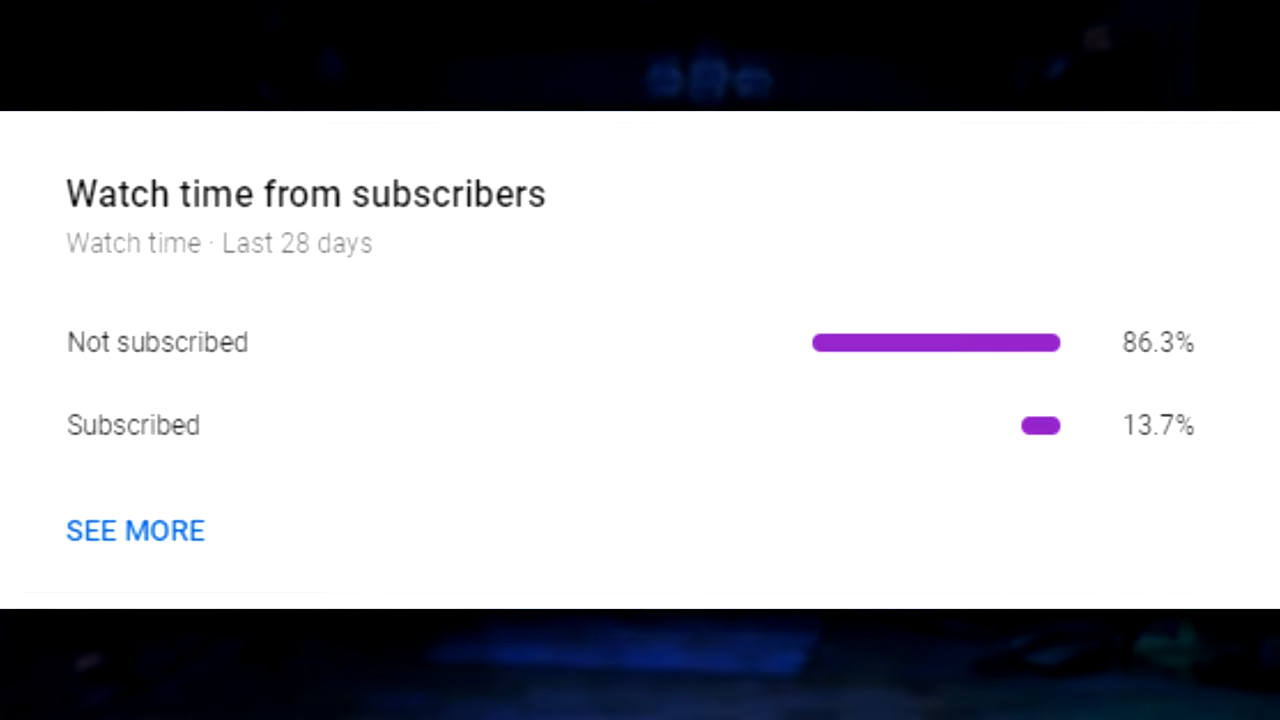 Watch time from subscribers
Watch time · Last 28 days
Not subscribed 86.3%
Subscribed 13.7%
SEE MORE